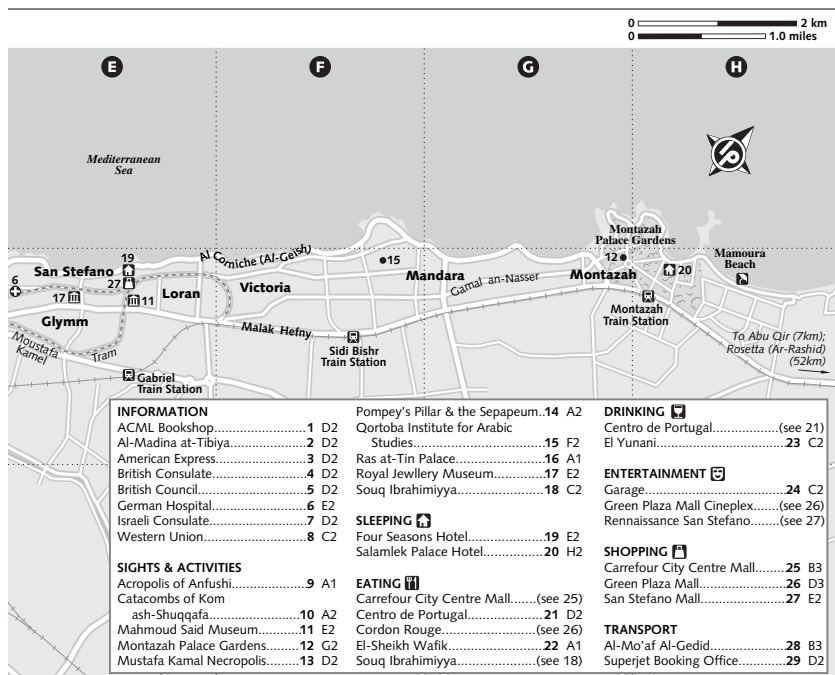 0 2 km
0 1.0 miles
E F G H
Mediterranean
Sea
Montazah
Palace Gardens
19
Al Corniche (Al-Geish)
15
12
Mamoura
Beach
6
San Stefano
27
17
11
Loran
Victoria
Mandara
Gamal an-Nasser
Montazah
20
Glymm
Malak Hefny
Montazah
Train Station
Moustafa
Kamel
Tram
Sidi Bishr
Train Station
To Abu Qir (7km);
Rosetta (Ar-Rashid)
(52km)
Gabriel
Train Station
INFORMATION
ACML Bookshop...........................1 D2
Al-Madina at-Tibiya.....................2 D2
American Express........................3 D2
British Consulate.........................4 D2
British Council.............................5 D2
German Hospital.........................6 E2
Israeli Consulate..........................7 D2
Western Union............................8 C2
SIGHTS & ACTIVITIES
Acropolis of Anfushi....................9 A1
Catacombs of Kom
ash-Shuqqafa.......................10 A2
Mahmoud Said Museum............11 E2
Montazah Palace Gardens.........12 G2
Mustafa Kamal Necropolis........13 D2
Pompey's Pillar & the Sepapeum..14 A2
Qortoba Institute for Arabic
Studies...............................15 F2
Ras at-Tin Palace.......................16 A1
Royal Jewllery Museum.............17 E2
Souq Ibrahimiyya......................18 C2
SLEEPING
Four Seasons Hotel....................19 E2
Salamlek Palace Hotel...............20 H2
EATING
Carrefour City Centre Mall......(see 25)
Centro de Portugal....................21 D2
Cordon Rouge........................(see 26)
El-Sheikh Wafik.........................22 A1
Souq Ibrahimiyya...................(see 18)
DRINKING
Centro de Portugal.................(see 21)
El Yunani..................................23 C2
ENTERTAINMENT
Garage......................................24 C2
Green Plaza Mall Cineplex......(see 26)
Rennaissance San Stefano.......(see 27)
SHOPPING
Carrefour City Centre Mall........25 B3
Green Plaza Mall.......................26 D3
San Stefano Mall.......................27 E2
TRANSPORT
Al-Mo'af Al-Gedid....................28 B3
Superjet Booking Office............29 D2